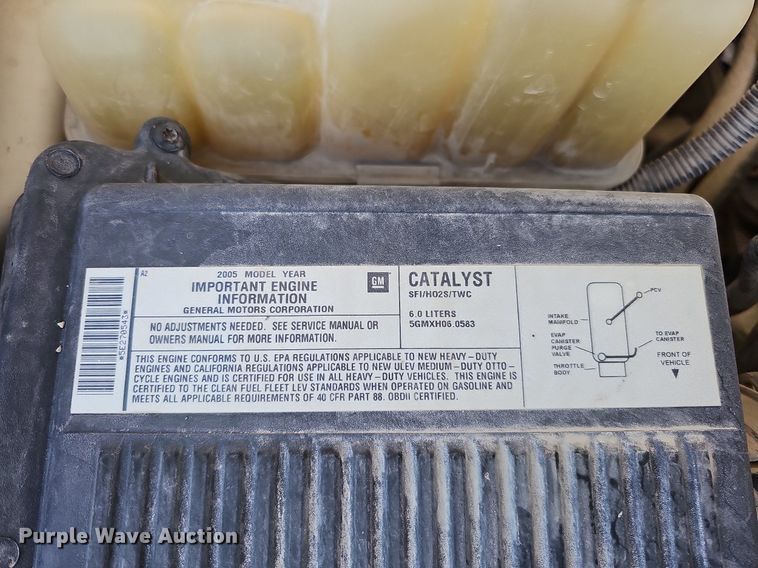 A2
2005 MODEL YEAR
IMPORTANT ENGINE
INFORMATION
GENERAL MOTORS CORPORATION
GM
NO ADJUSTMENTS NEEDED. SEE SERVICE MANUAL OR
OWNERS MANUAL FOR MORE INFORMATION.
CATALYST
SFI/HO2S/TWC
6.0 LITERS
5GMXH06.0583
THIS ENGINE CONFORMS TO U.S. EPA REGULATIONS APPLICABLE TO NEW HEAVY-DUTY
ENGINES AND CALIFORNIA REGULATIONS APPLICABLE TO NEW ULEV MEDIUM-DUTY OTTO-
CYCLE ENGINES AND IS CERTIFIED FOR USE IN ALL HEAVY-DUTY VEHICLES. THIS ENGINE IS
CERTIFIED TO THE CLEAN FUEL FLEET LEV STANDARDS WHEN OPERATED ON GASOLINE AND
MEETS ALL APPLICABLE REQUIREMENTS OF 40 CFR PART 88. OBDII CERTIFIED.
PCV
INTAKE
MANIFOLD
EVAP
CANISTER
PURGE
VALVE
THROTTLE
BODY
TO EVAP
CANISTER
FRONT OF
VEHICLE
*5E270543*
Purple Wave Auction